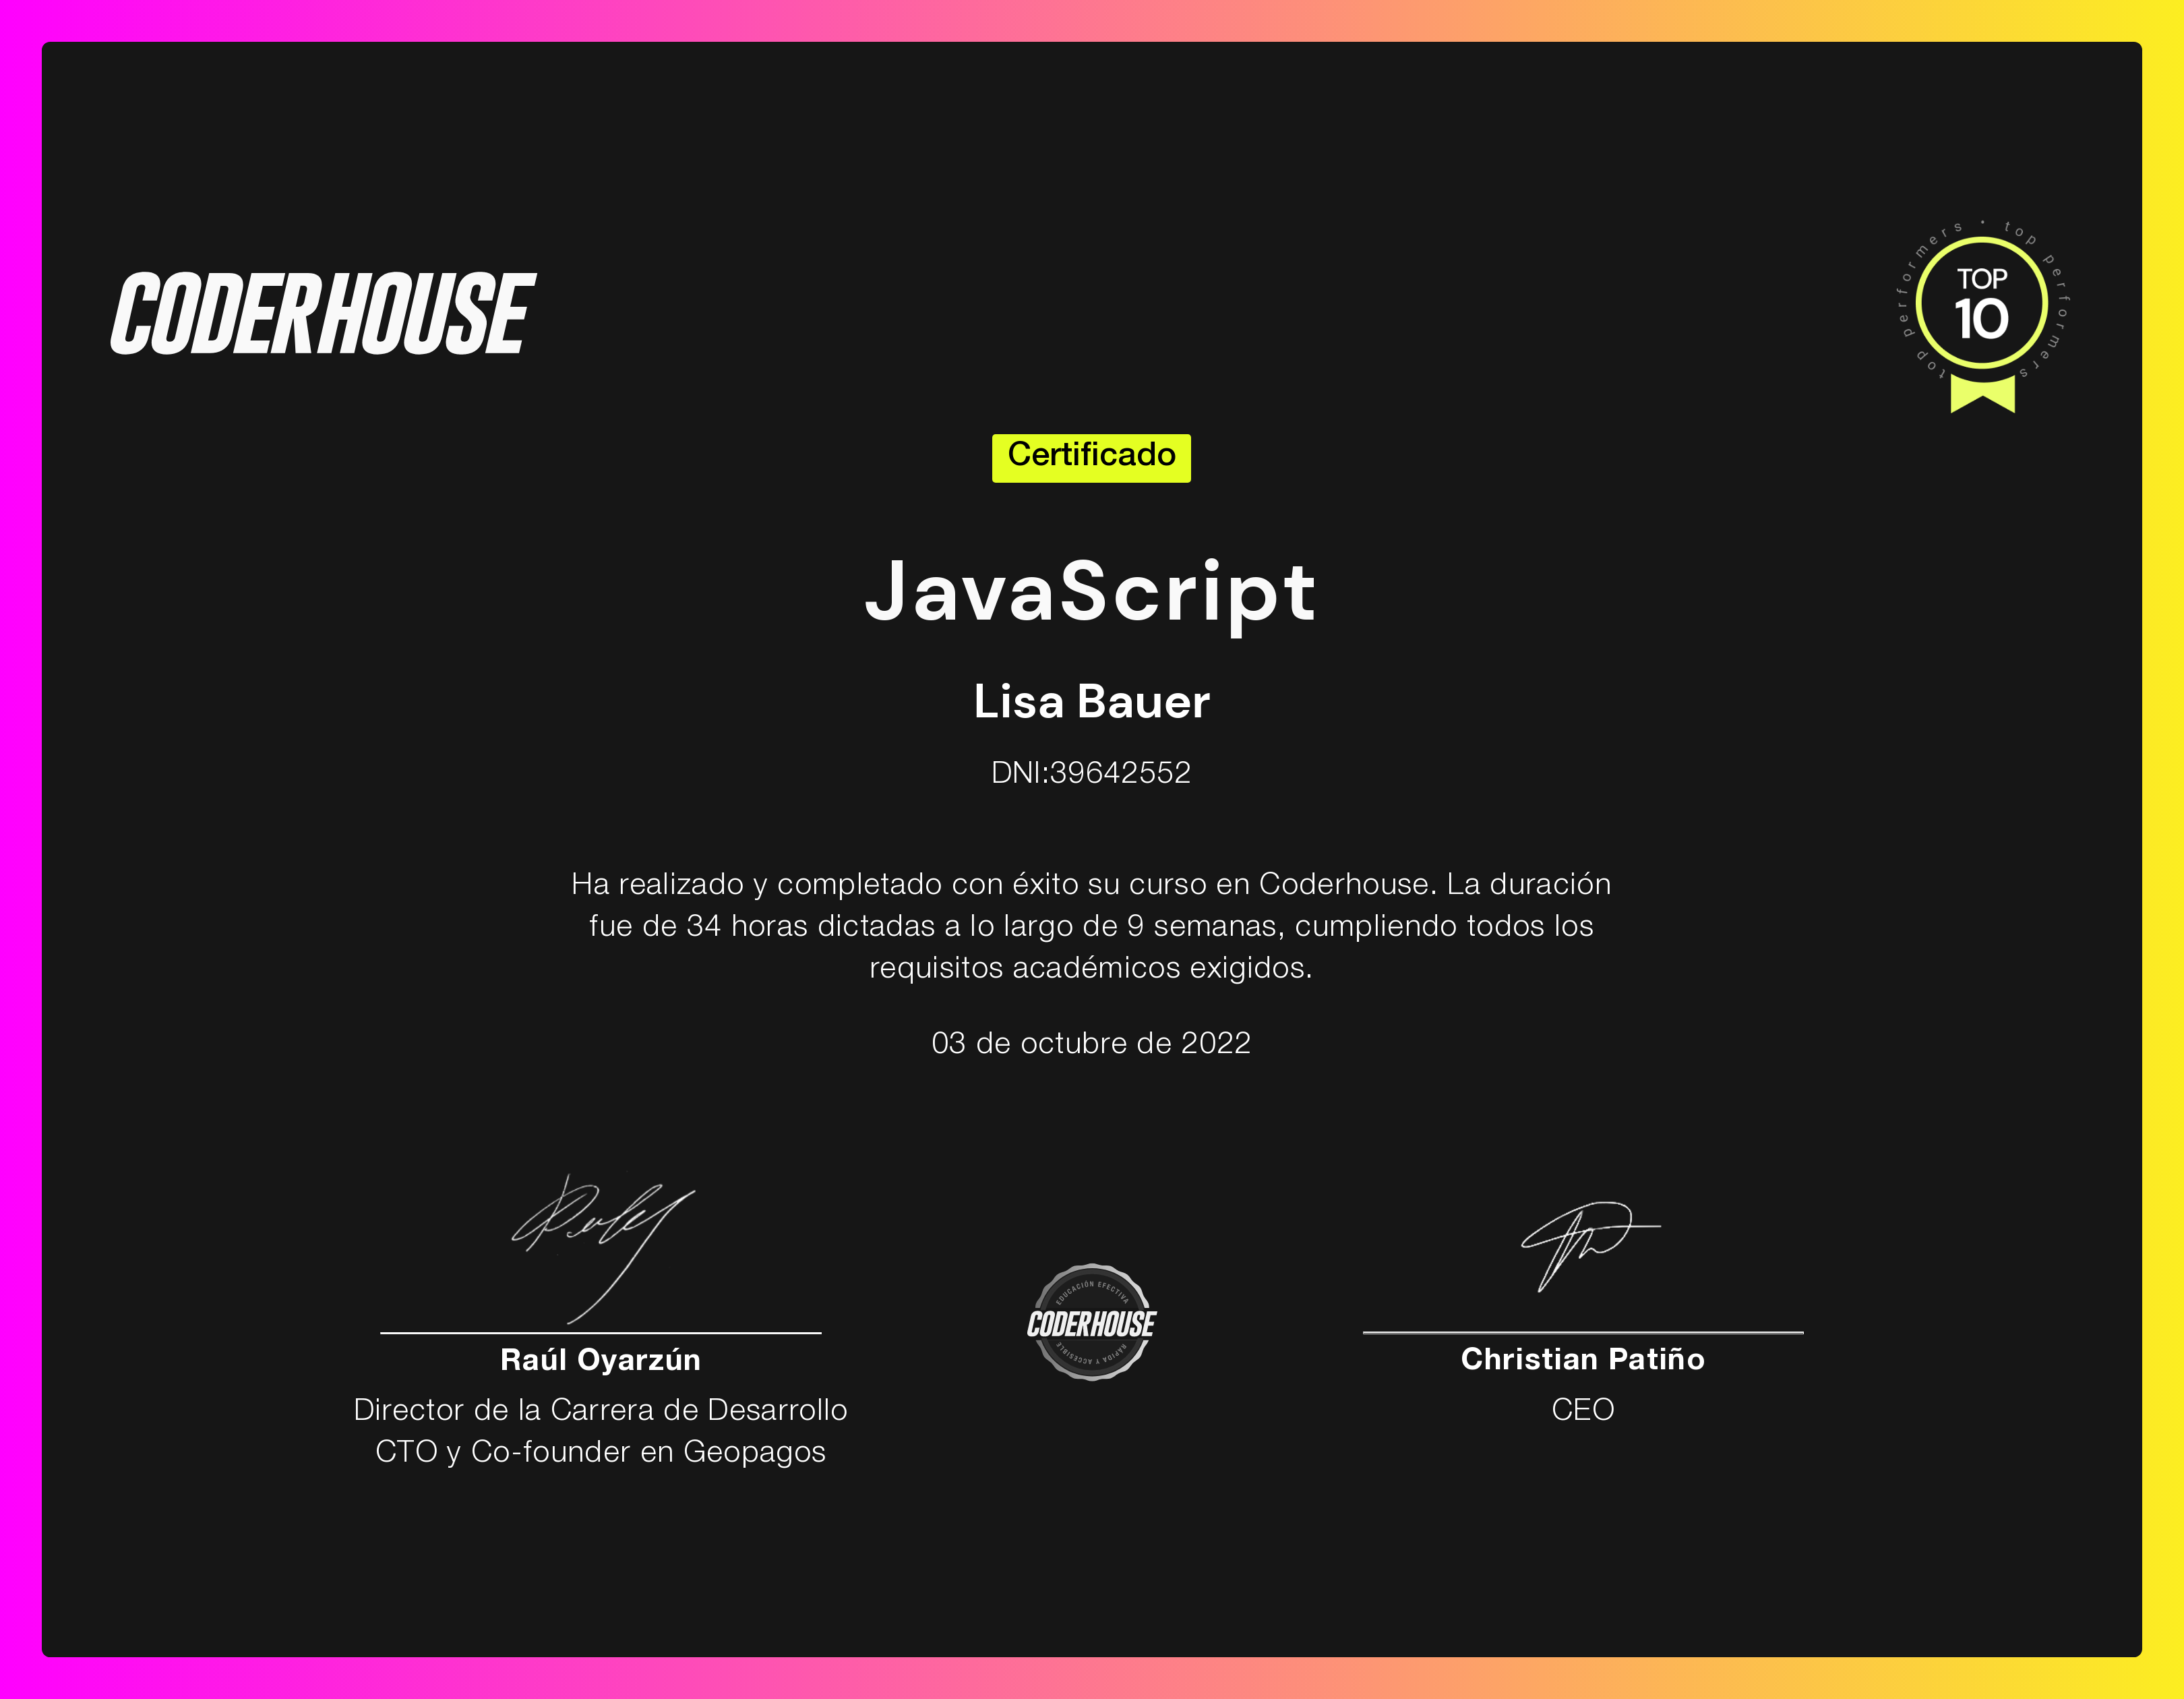 CODERHOUSE
top performers • top performers
TOP
10
Certificado
JavaScript
Lisa Bauer
DNI:39642552
Ha realizado y completado con éxito su curso en Coderhouse. La duración
fue de 34 horas dictadas a lo largo de 9 semanas, cumpliendo todos los
requisitos académicos exigidos.
03 de octubre de 2022
EDUCACIÓN EFECTIVA
CODERHOUSE
RAPIDA Y ACCESIBLE
Raúl Oyarzún
Director de la Carrera de Desarrollo
CTO y Co-founder en Geopagos
Christian Patiño
CEO